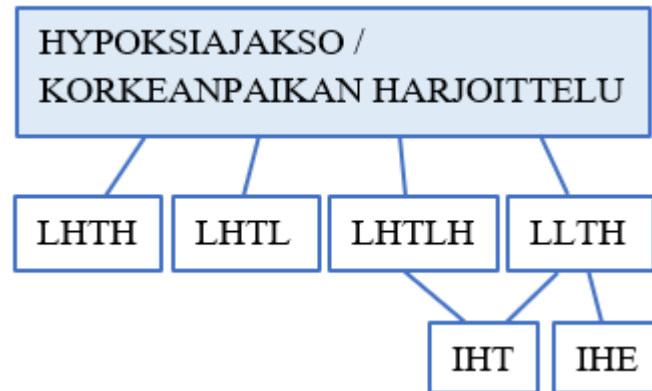 HYPOKSIAJAKSO /
KORKEANPAIKAN HARJOITTELU
LHTH LHTL LHTLH LLTH
IHT IHE